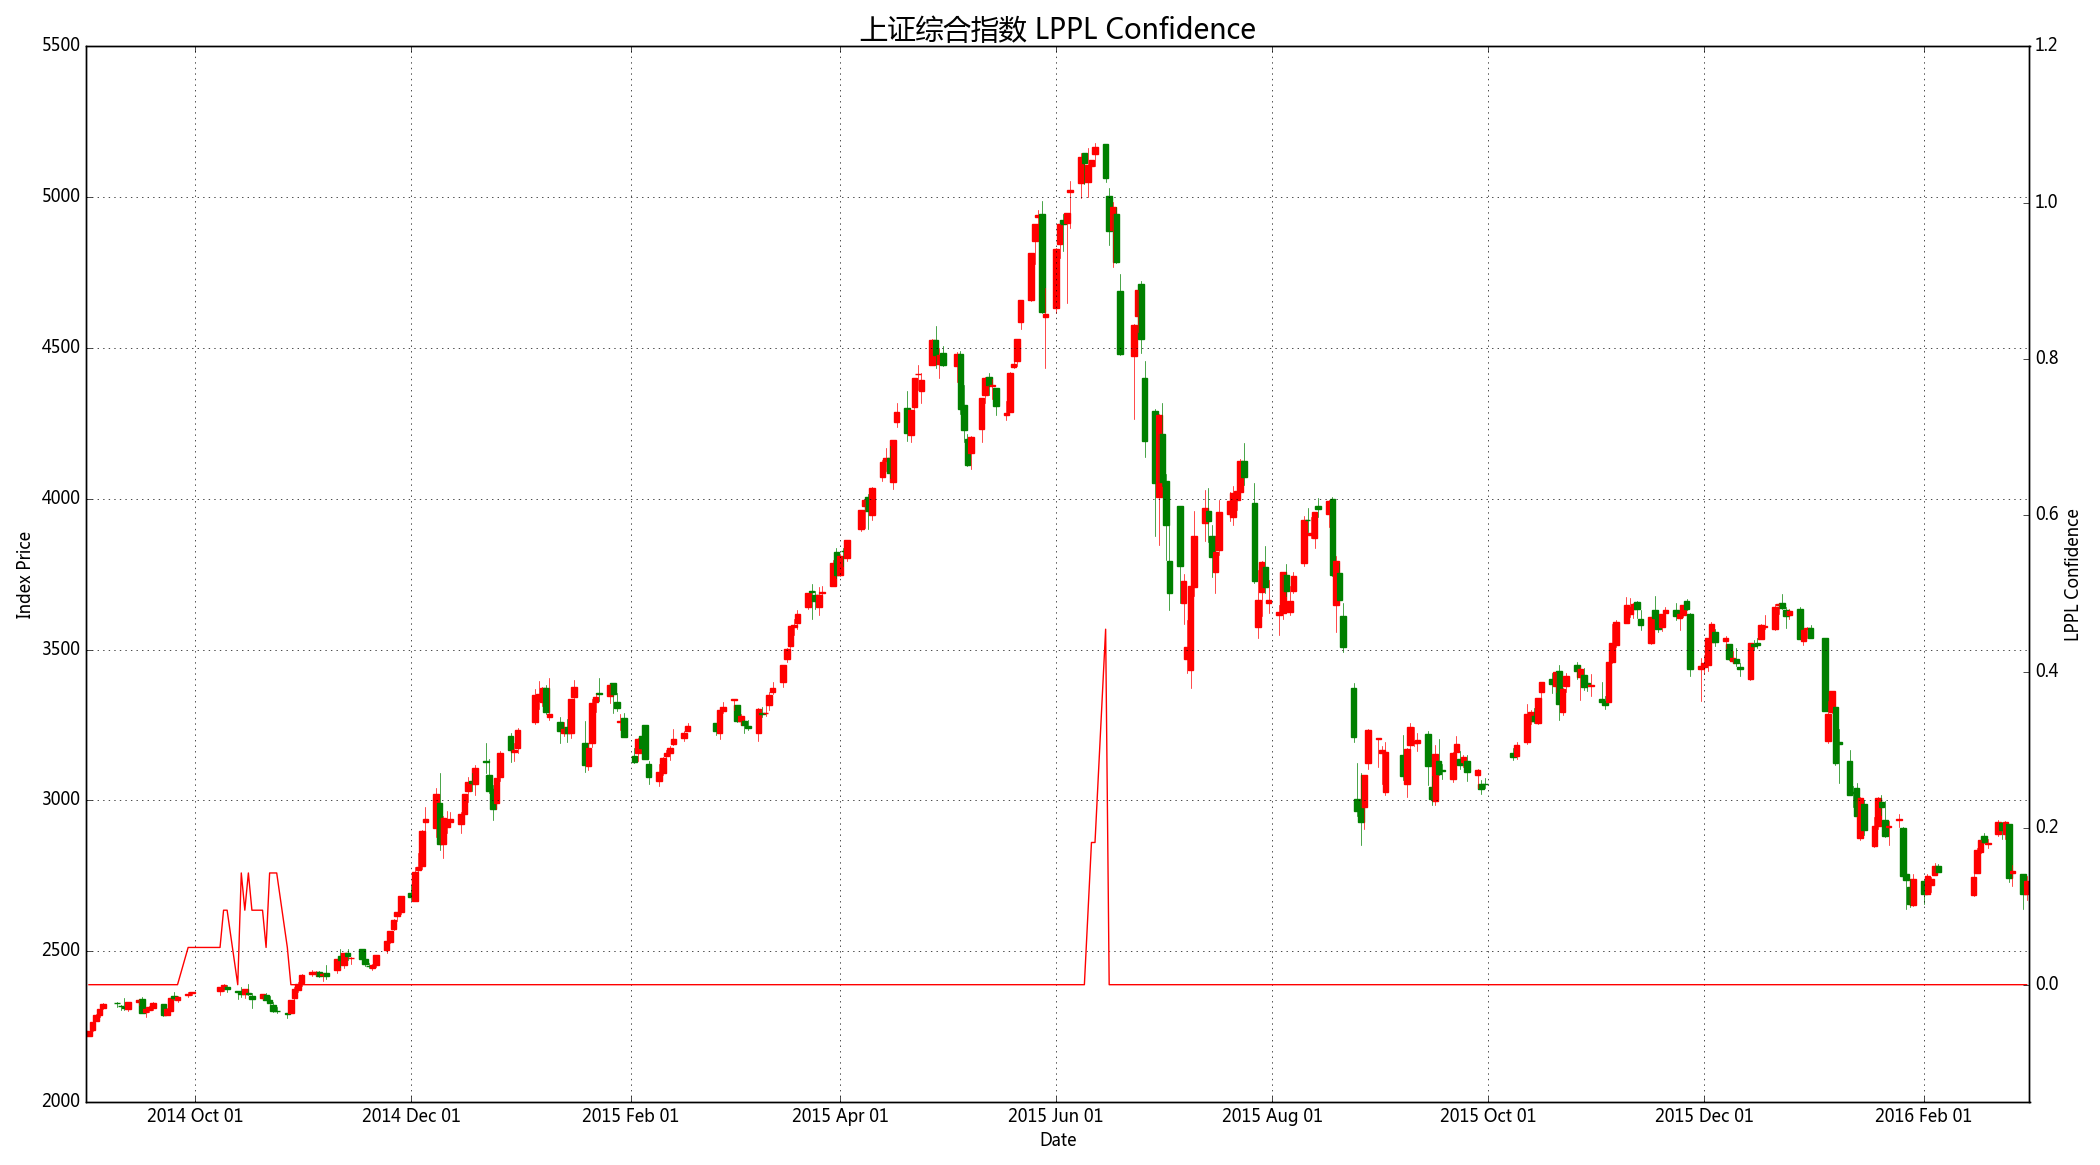 上证综合指数 LPPL Confidence
5500
5000
4500
4000
3500
3000
2500
2000
Index Price
1.2
1.0
0.8
0.6
0.4
0.2
0.0
LPPL Confidence
2014 Oct 01
2014 Dec 01
2015 Feb 01
2015 Apr 01
2015 Jun 01
2015 Aug 01
2015 Oct 01
2015 Dec 01
2016 Feb 01
Date